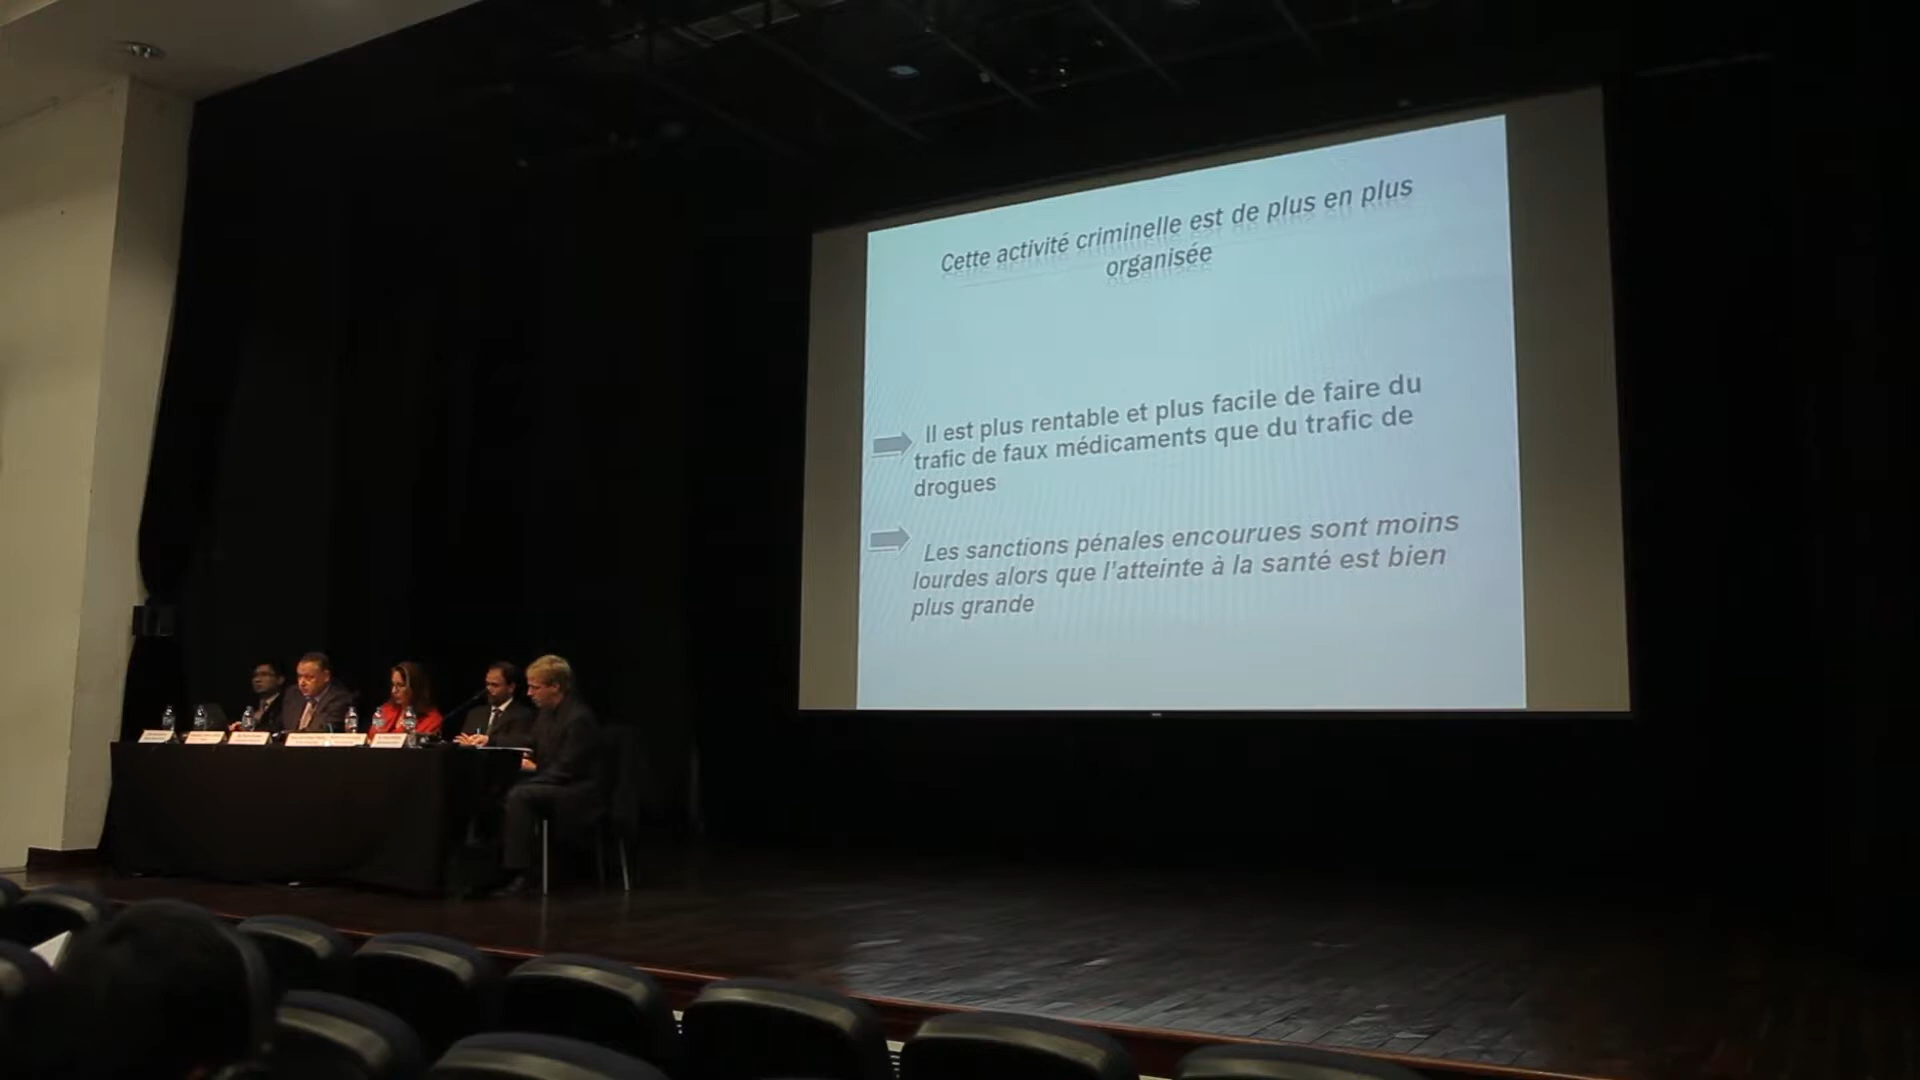 Cette activité criminelle est de plus en plus
organisée
Il est plus rentable et plus facile de faire du
trafic de faux médicaments que du trafic de
drogues
Les sanctions pénales encourues sont moins
lourdes alors que l'atteinte à la santé est bien
plus grande